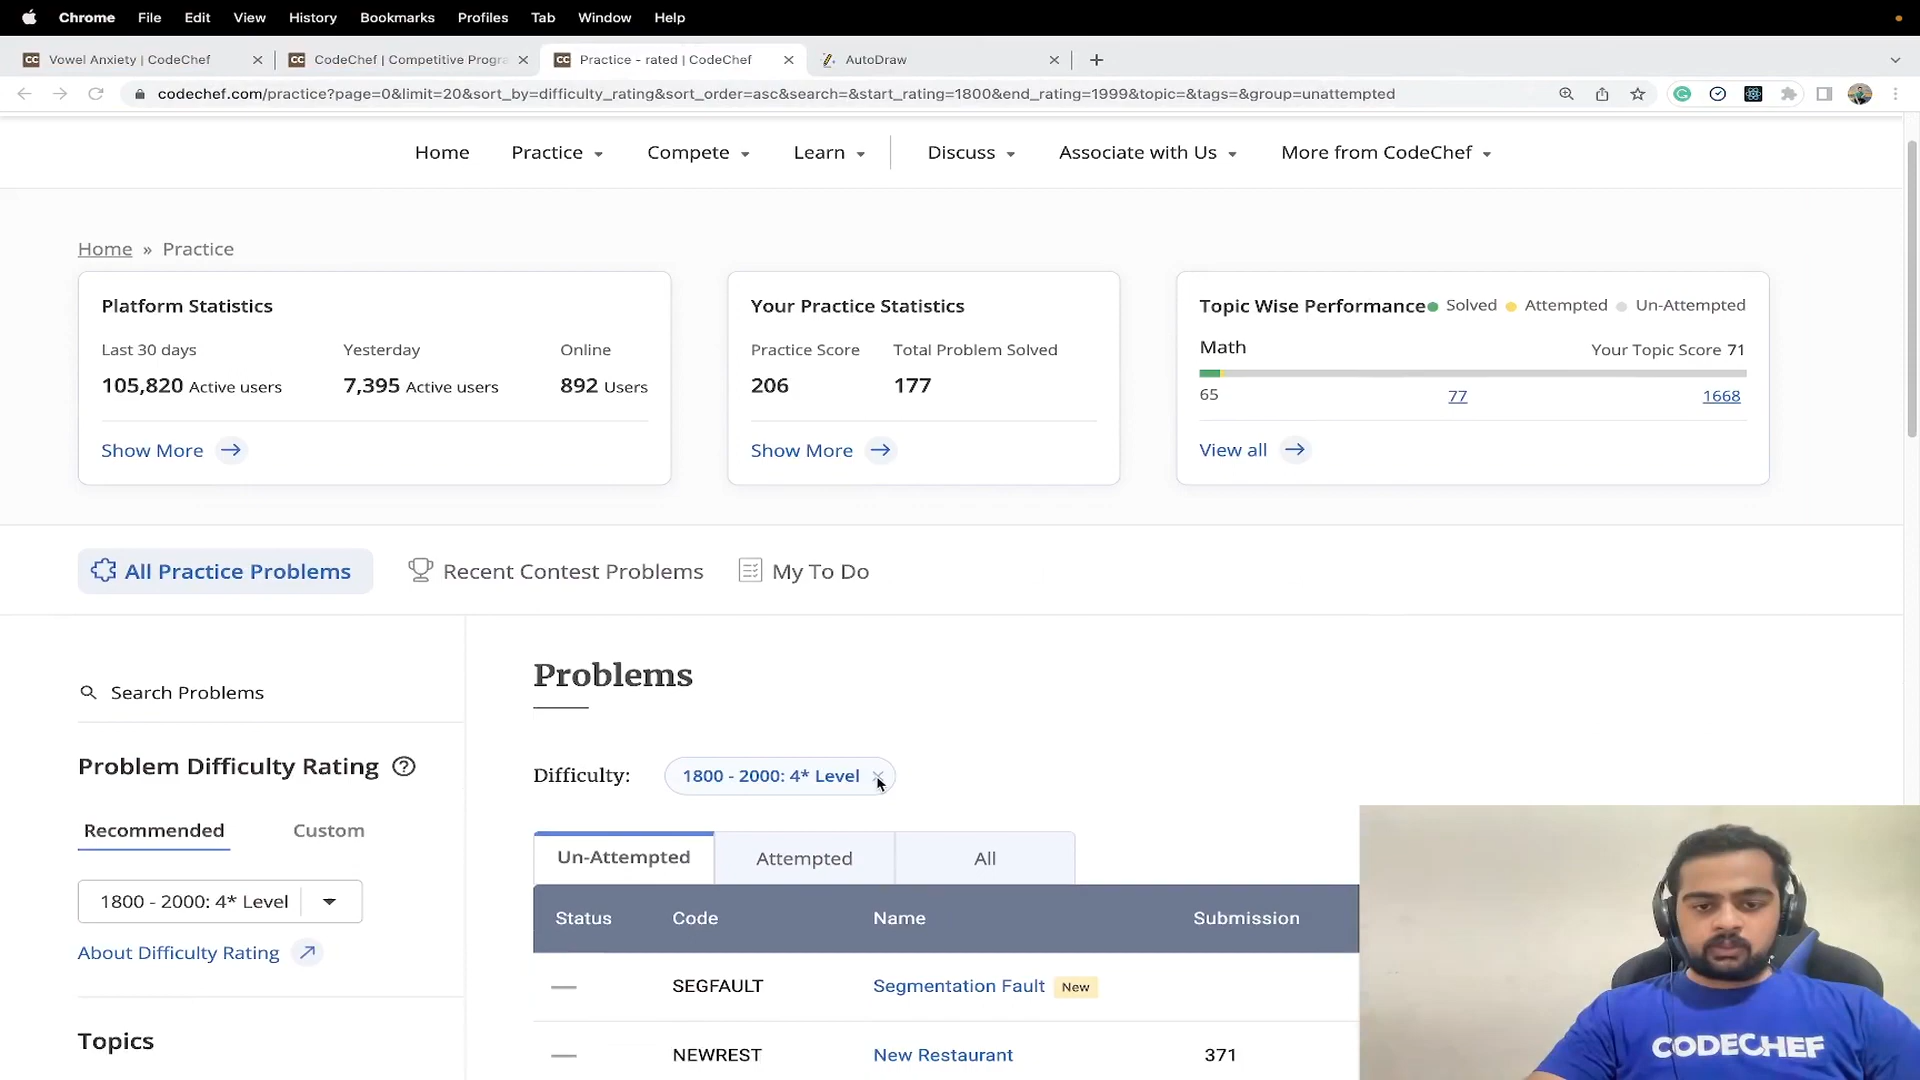 Chrome File Edit View History Bookmarks Profiles Tab Window Help
Vowel Anxiety | CodeChef CodeChef | Competitive Progra Practice - rated | CodeChef AutoDraw
codechef.com/practice?page=0&limit=20&sort_by=difficulty_rating&sort_order=asc&search=&start_rating=1800&end_rating=1999&topic=&tags=&group=unattempted
Home Practice Compete Learn Discuss Associate with Us More from CodeChef
Home » Practice
Platform Statistics
Last 30 days Yesterday Online
105,820 Active users 7,395 Active users 892 Users
Show More
Your Practice Statistics
Practice Score Total Problem Solved
206 177
Show More
Topic Wise Performance Solved Attempted Un-Attempted
Math Your Topic Score 71
65 77 1668
View all
All Practice Problems Recent Contest Problems My To Do
Search Problems
Problem Difficulty Rating
Recommended Custom
1800 - 2000: 4* Level
About Difficulty Rating
Topics
Problems
Difficulty: 1800 - 2000: 4* Level
Un-Attempted Attempted All
Status Code Name Submission
SEGFAULT Segmentation Fault New
NEWREST New Restaurant 371
CODECHEF